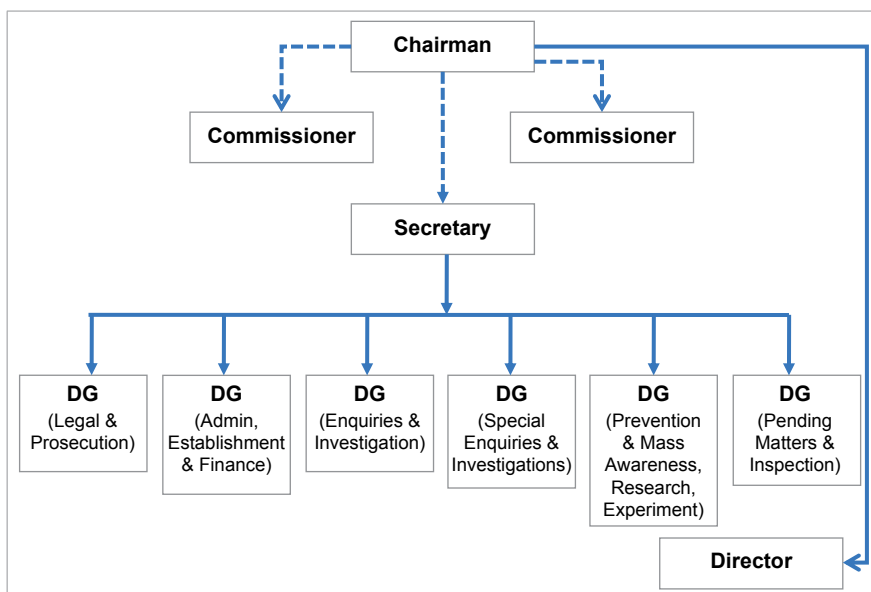 Chairman
Commissioner
Commissioner
Secretary
DG
(Legal &
Prosecution)
DG
(Admin,
Establishment
& Finance)
DG
(Enquiries &
Investigation)
DG
(Special
Enquiries &
Investigations)
DG
(Prevention
& Mass
Awareness,
Research,
Experiment)
DG
(Pending
Matters &
Inspection)
Director